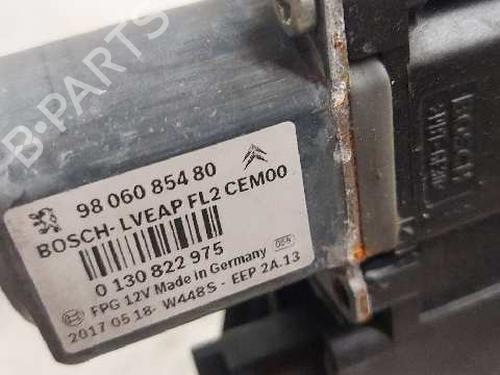 98 060 854 80
BOSCH- LVEAP FL2 CEM00
0 130 822 975
FPG 12V Made in Germany
2017 05 18- W448S - EEP 2A.13
B-PARTS